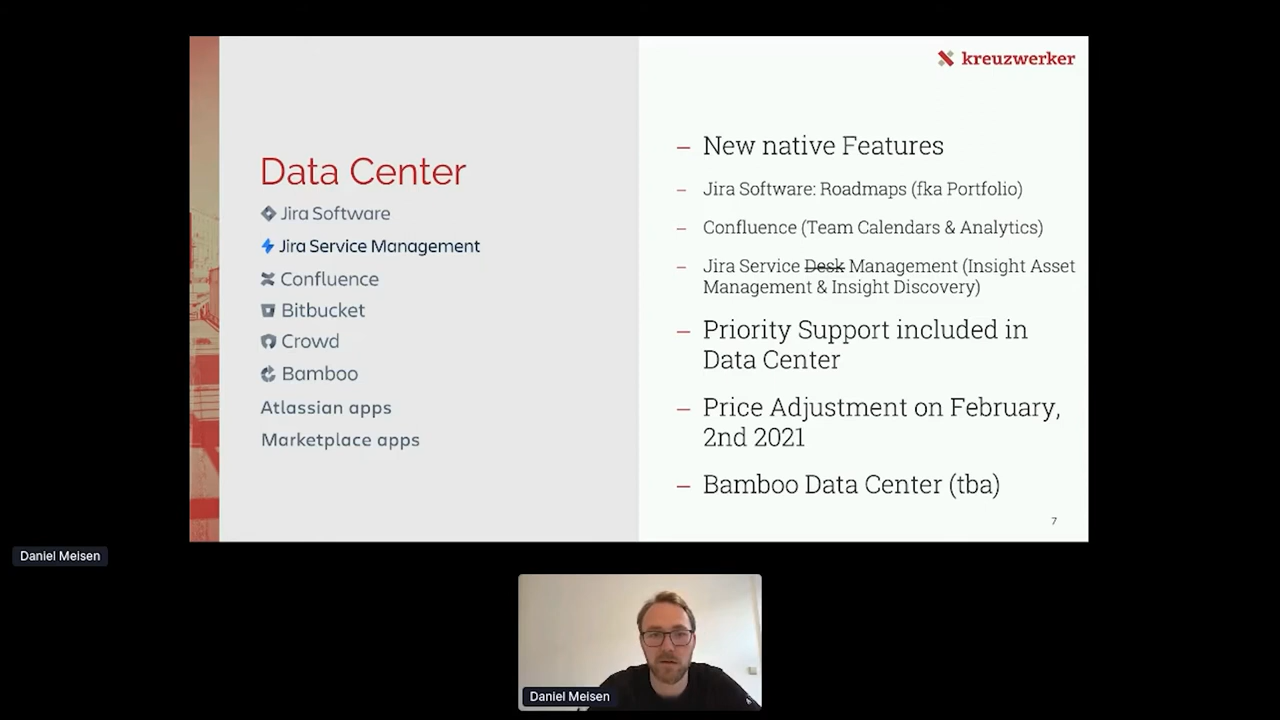 kreuzwerker
Data Center
Jira Software
Jira Service Management
Confluence
Bitbucket
Crowd
Bamboo
Atlassian apps
Marketplace apps
– New native Features
– Jira Software: Roadmaps (fka Portfolio)
– Confluence (Team Calendars & Analytics)
– Jira Service Desk Management (Insight Asset
Management & Insight Discovery)
– Priority Support included in
Data Center
– Price Adjustment on February,
2nd 2021
– Bamboo Data Center (tba)
7
Daniel Meisen
Daniel Meisen